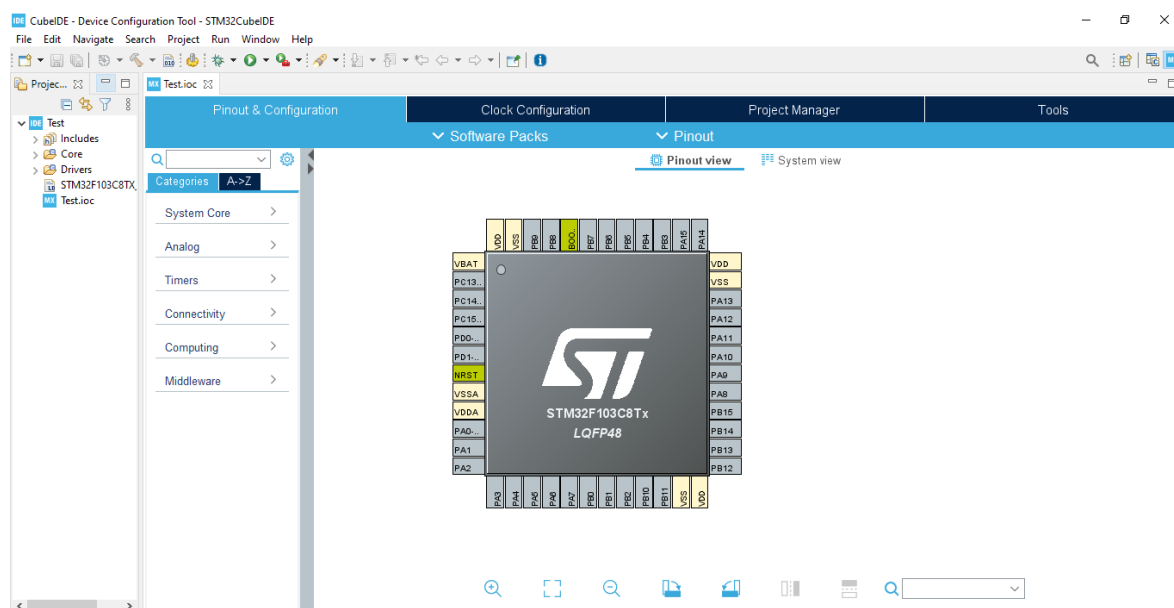 IDE CubeIDE - Device Configuration Tool - STM32CubeIDE
File Edit Navigate Search Project Run Window Help
Projec...
MX Test.ioc
IDE Test
Includes
Core
Drivers
STM32F103C8TX_
MX Test.ioc
Pinout & Configuration
Clock Configuration
Project Manager
Tools
Software Packs
Pinout
Pinout view
System view
Categories
A->Z
System Core
Analog
Timers
Connectivity
Computing
Middleware
VDD
VSS
PB9
PB8
BOO..
PB7
PB6
PB5
PB4
PB3
PA15
PA14
VBAT
PC13..
PC14..
PC15..
PD0-..
PD1-..
NRST
VSSA
VDDA
PA0-..
PA1
PA2
ST
STM32F103C8Tx
LQFP48
VDD
VSS
PA13
PA12
PA11
PA10
PA9
PA8
PB15
PB14
PB13
PB12
PA3
PA4
PA5
PA6
PA7
PB0
PB1
PB2
PB10
PB11
VSS
VDD